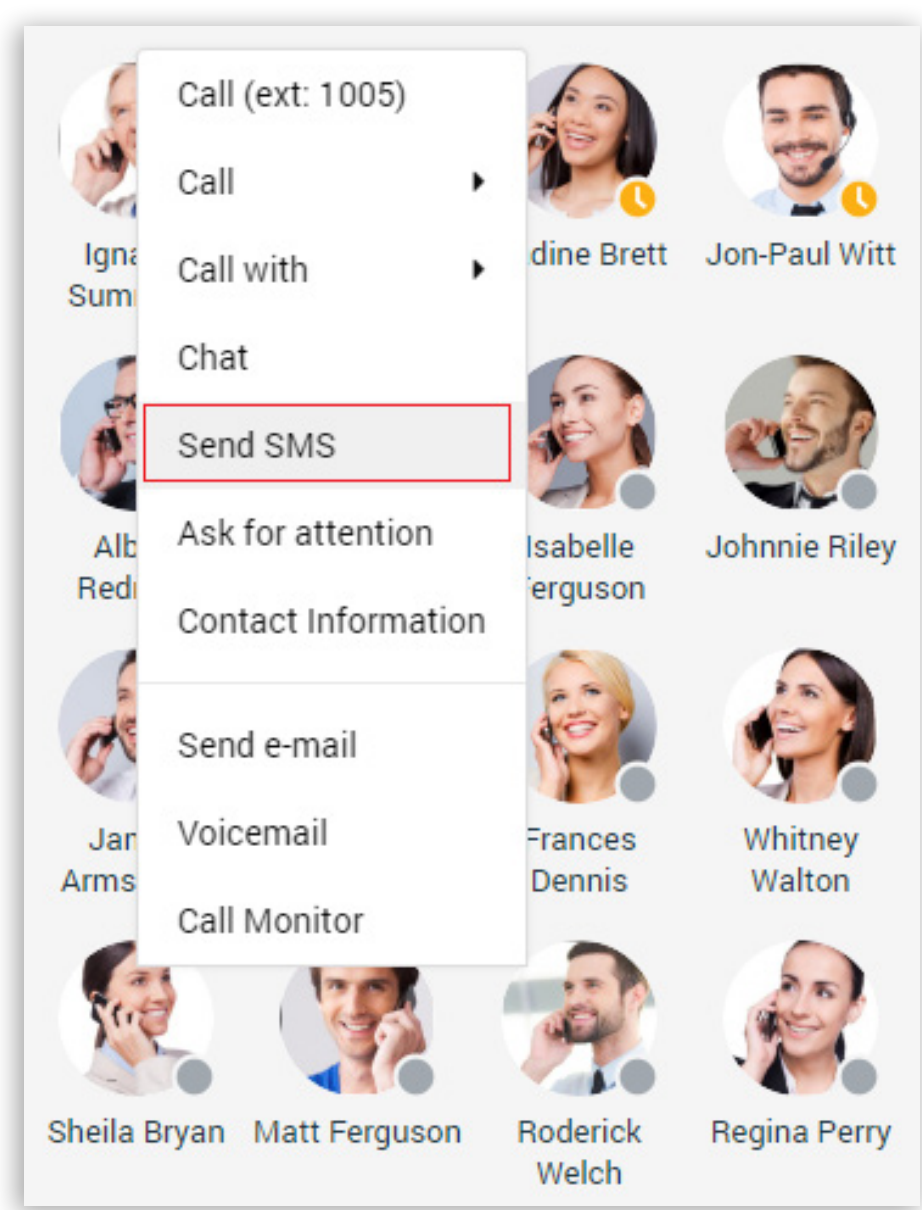 Call (ext: 1005)
Call
Call with
Chat
Send SMS
Ask for attention
Contact Information
Send e-mail
Voicemail
Call Monitor
Brett
Jon-Paul Witt
Isabelle
Johnnie Riley
Frances
Dennis
Whitney
Walton
Sheila Bryan
Matt Ferguson
Roderick
Welch
Regina Perry